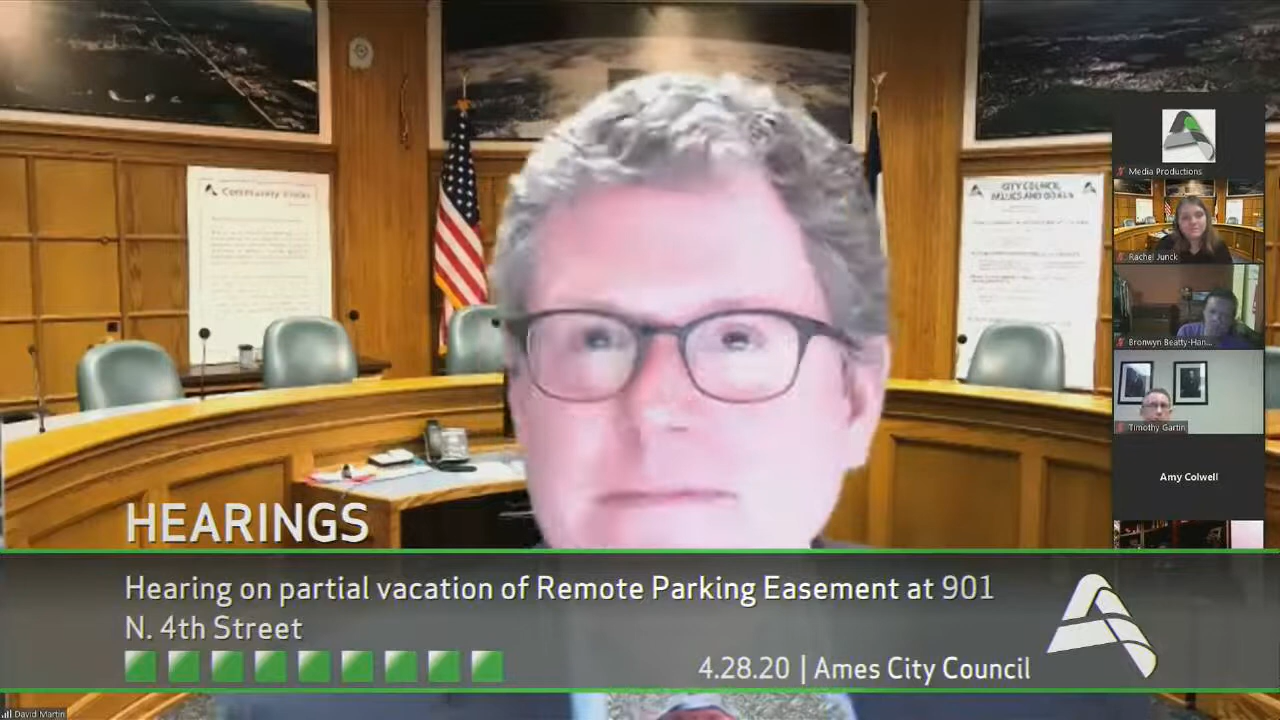 Community Values
CITY COUNCIL
VALUES AND GOALS
Media Productions
Rachel Junck
Bronwyn Beatty-Han...
Timothy Gartin
Amy Colwell
HEARINGS
Hearing on partial vacation of Remote Parking Easement at 901
N. 4th Street
4.28.20 | Ames City Council
David Martin